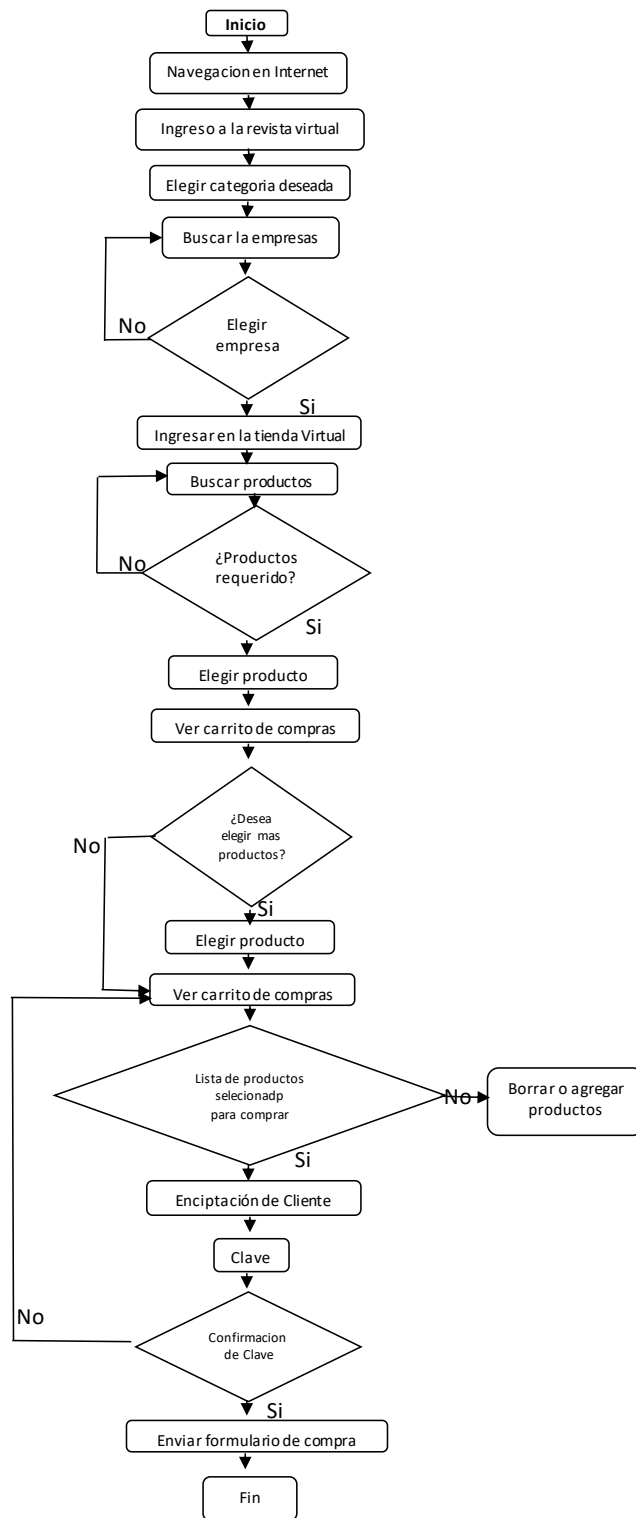 Inicio
Navegacion en Internet
Ingreso a la revista virtual
Elegir categoria deseada
Buscar la empresas
No
Elegir
empresa
Si
Ingresar en la tienda Virtual
Buscar productos
No
¿Productos
requerido?
Si
Elegir producto
Ver carrito de compras
¿Desea
elegir mas
productos?
No
Si
Elegir producto
Ver carrito de compras
Lista de productos
selecionadp
para comprar
No
Borrar o agregar
productos
Si
Enciptación de Cliente
Clave
No
Confirmacion
de Clave
Si
Enviar formulario de compra
Fin